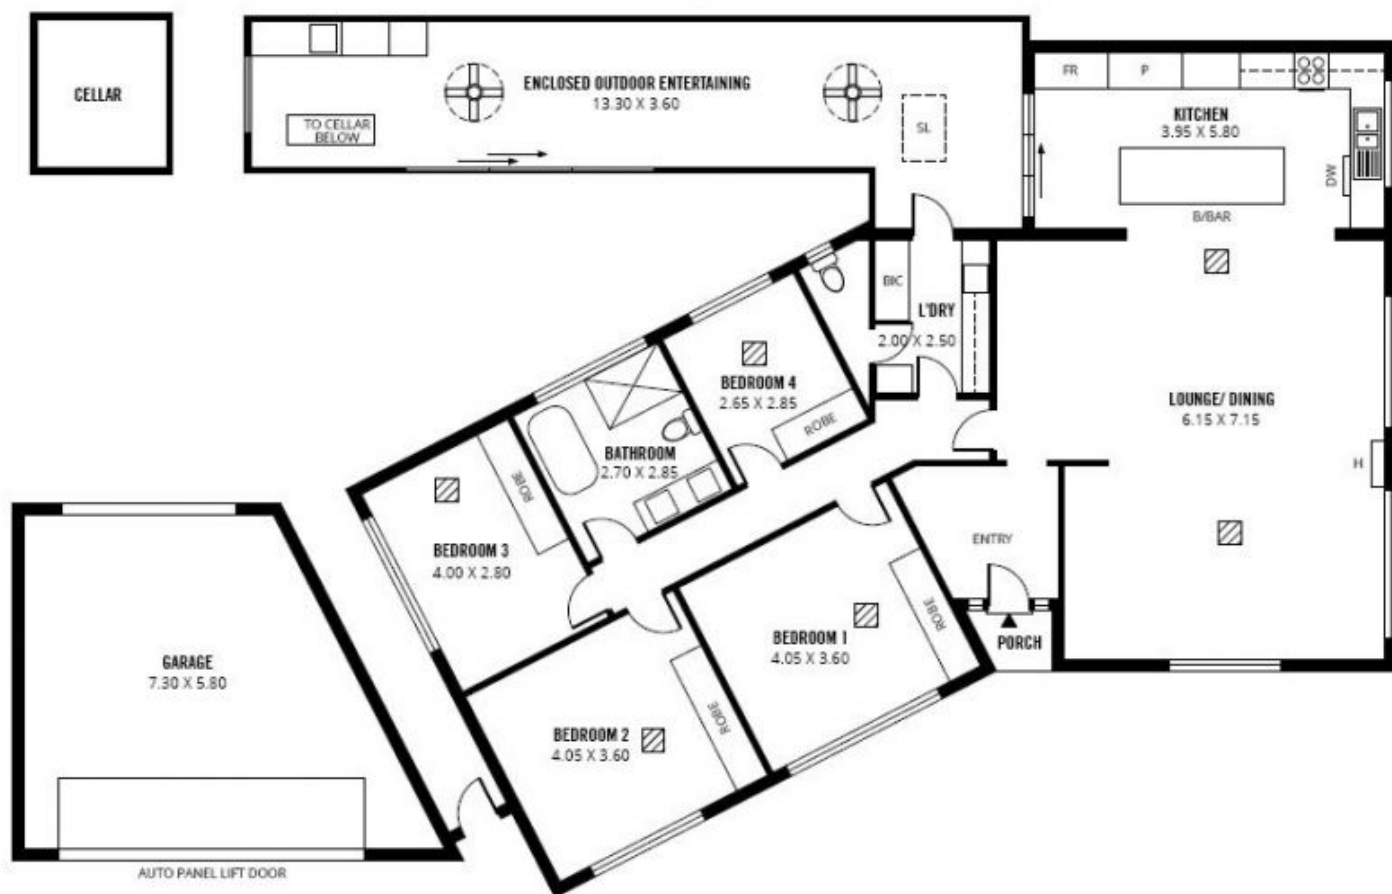 CELLAR
ENCLOSED OUTDOOR ENTERTAINING
13.30 X 3.60
TO CELLAR
BELOW
SL
FR
P
KITCHEN
3.95 X 5.80
DW
B/BAR
BIC
L'DRY
2.00 X 2.50
LOUNGE/ DINING
6.15 X 7.15
H
BEDROOM 4
2.65 X 2.85
ROBE
BATHROOM
2.70 X 2.85
ROBE
BEDROOM 3
4.00 X 2.80
ENTRY
PORCH
BEDROOM 1
4.05 X 3.60
ROBE
BEDROOM 2
4.05 X 3.60
ROBE
GARAGE
7.30 X 5.80
AUTO PANEL LIFT DOOR